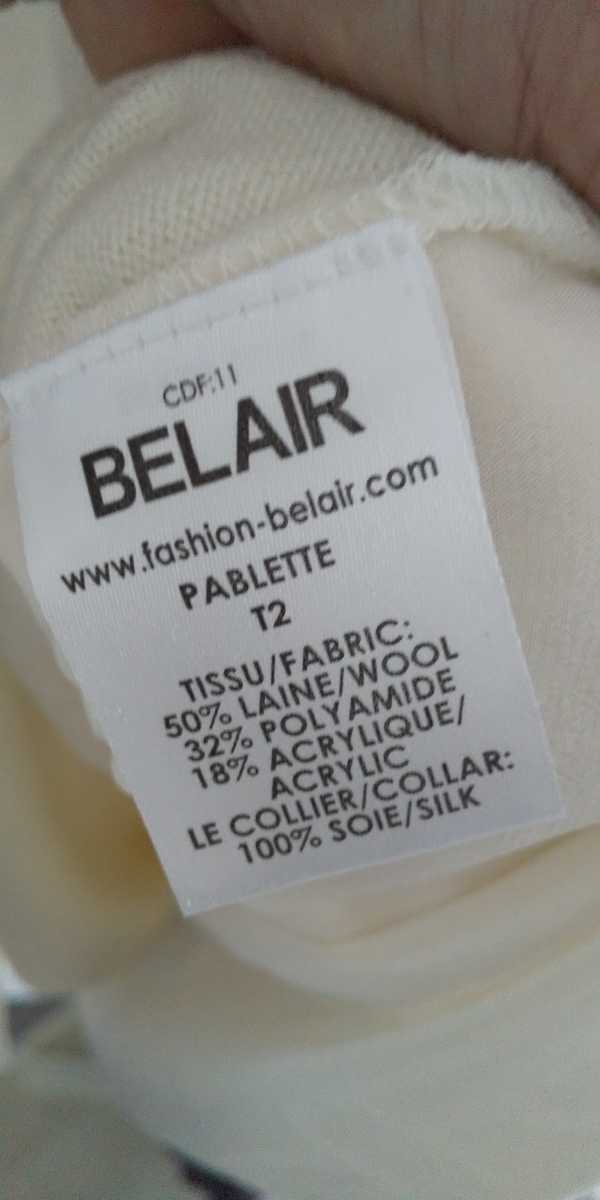 CDF:11
BELAIR
www.fashion-belair.com
PABLETTE
T2
TISSU/FABRIC:
50% LAINE/WOOL
32% POLYAMIDE
18% ACRYLIQUE/
ACRYLIC
LE COLLIER/COLLAR:
100% SOIE/SILK